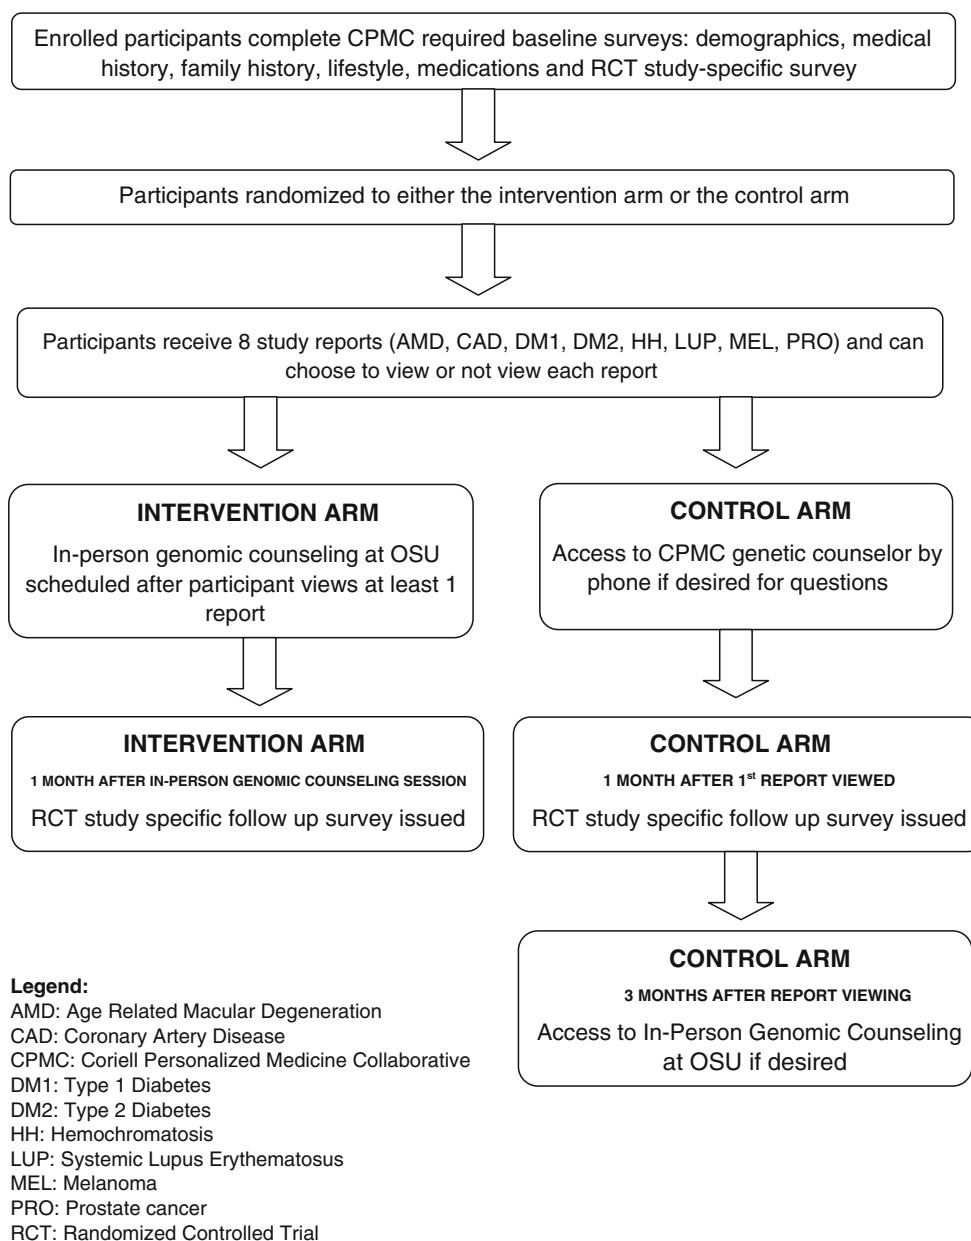 Enrolled participants complete CPMC required baseline surveys: demographics, medical
history, family history, lifestyle, medications and RCT study-specific survey
Participants randomized to either the intervention arm or the control arm
Participants receive 8 study reports (AMD, CAD, DM1, DM2, HH, LUP, MEL, PRO) and can
choose to view or not view each report
INTERVENTION ARM
In-person genomic counseling at OSU
scheduled after participant views at least 1
report
CONTROL ARM
Access to CPMC genetic counselor by
phone if desired for questions
INTERVENTION ARM
1 MONTH AFTER IN-PERSON GENOMIC COUNSELING SESSION
RCT study specific follow up survey issued
CONTROL ARM
1 MONTH AFTER 1st REPORT VIEWED
RCT study specific follow up survey issued
CONTROL ARM
3 MONTHS AFTER REPORT VIEWING
Access to In-Person Genomic Counseling
at OSU if desired
Legend:
AMD: Age Related Macular Degeneration
CAD: Coronary Artery Disease
CPMC: Coriell Personalized Medicine Collaborative
DM1: Type 1 Diabetes
DM2: Type 2 Diabetes
HH: Hemochromatosis
LUP: Systemic Lupus Erythematosus
MEL: Melanoma
PRO: Prostate cancer
RCT: Randomized Controlled Trial